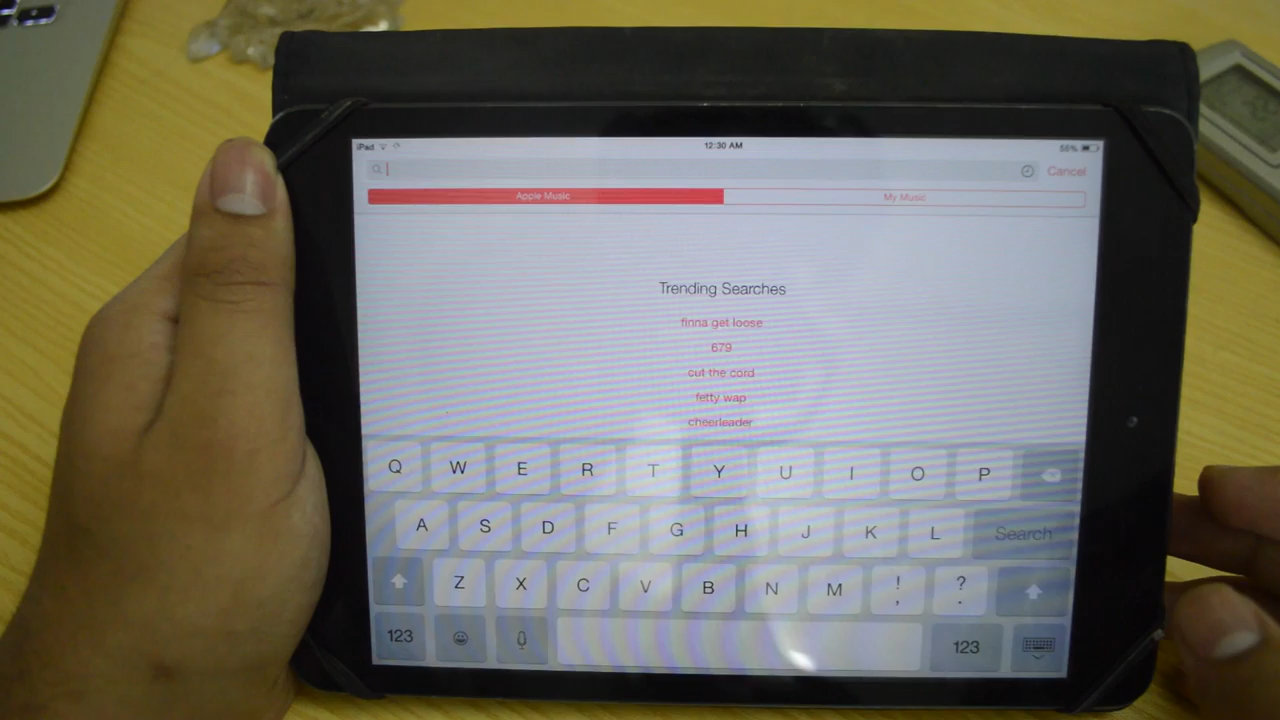 iPad 12:30 AM 55%
Cancel
Apple Music My Music
Trending Searches
finna get loose
679
cut the cord
fetty wap
cheerleader
Q W E R T Y U I O P
A S D F G H J K L Search
Z X C V B N M ! , ? .
123 123